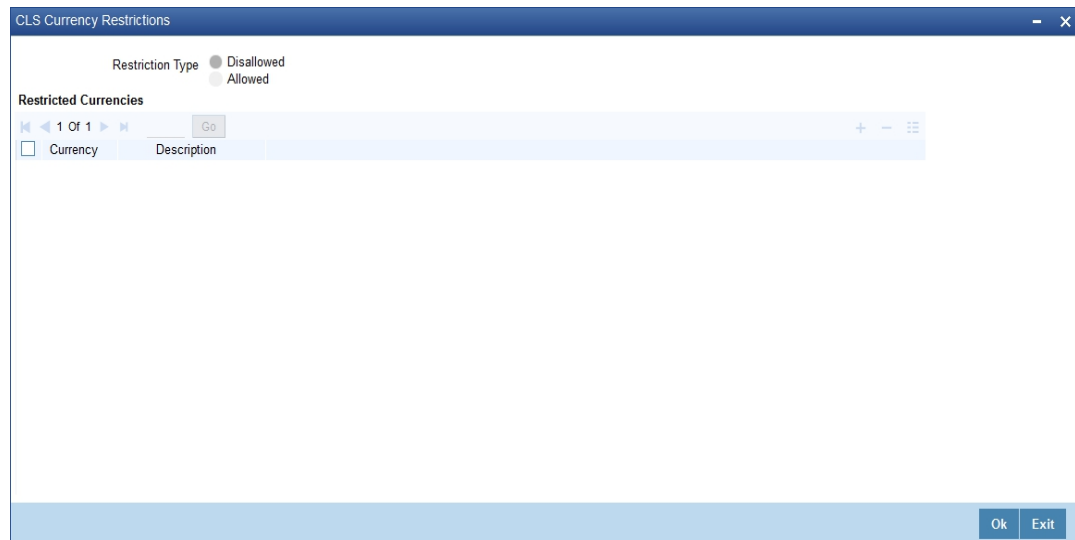 CLS Currency Restrictions
Restriction Type Disallowed
Allowed
Restricted Currencies
1 Of 1 Go
Currency Description
Ok Exit